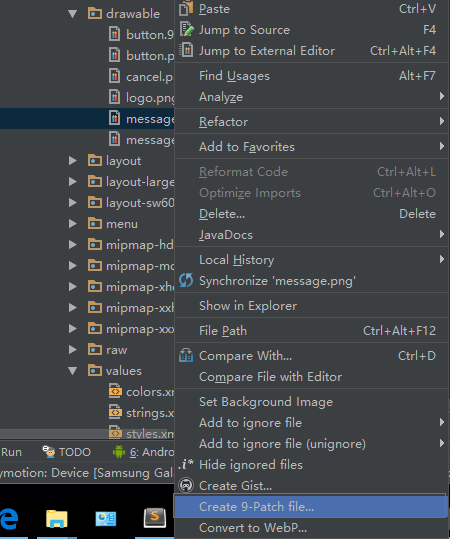 drawable
button.9
button.p
cancel.p
logo.png
message
message
layout
layout-large
layout-sw60
menu
mipmap-hd
mipmap-mc
mipmap-xh
mipmap-xxh
mipmap-xxx
raw
values
colors.xm
strings.x
styles.xm
Paste Ctrl+V
Jump to Source F4
Jump to External Editor Ctrl+Alt+F4
Find Usages Alt+F7
Analyze
Refactor
Add to Favorites
Reformat Code Ctrl+Alt+L
Optimize Imports Ctrl+Alt+O
Delete... Delete
JavaDocs
Local History
Synchronize 'message.png'
Show in Explorer
File Path Ctrl+Alt+F12
Compare With... Ctrl+D
Compare File with Editor
Set Background Image
Add to ignore file
Add to ignore file (unignore)
.i* Hide ignored files
Create Gist...
Create 9-Patch file...
Convert to WebP...
Run TODO 6: Andro
ymotion: Device [Samsung Gal